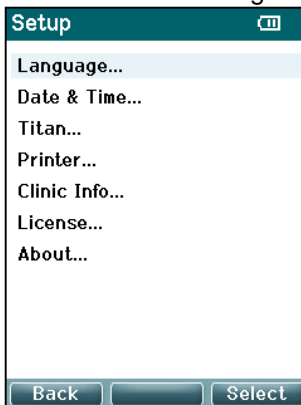 Setup
Language...
Date & Time...
Titan...
Printer...
Clinic Info...
License...
About...
Back Select